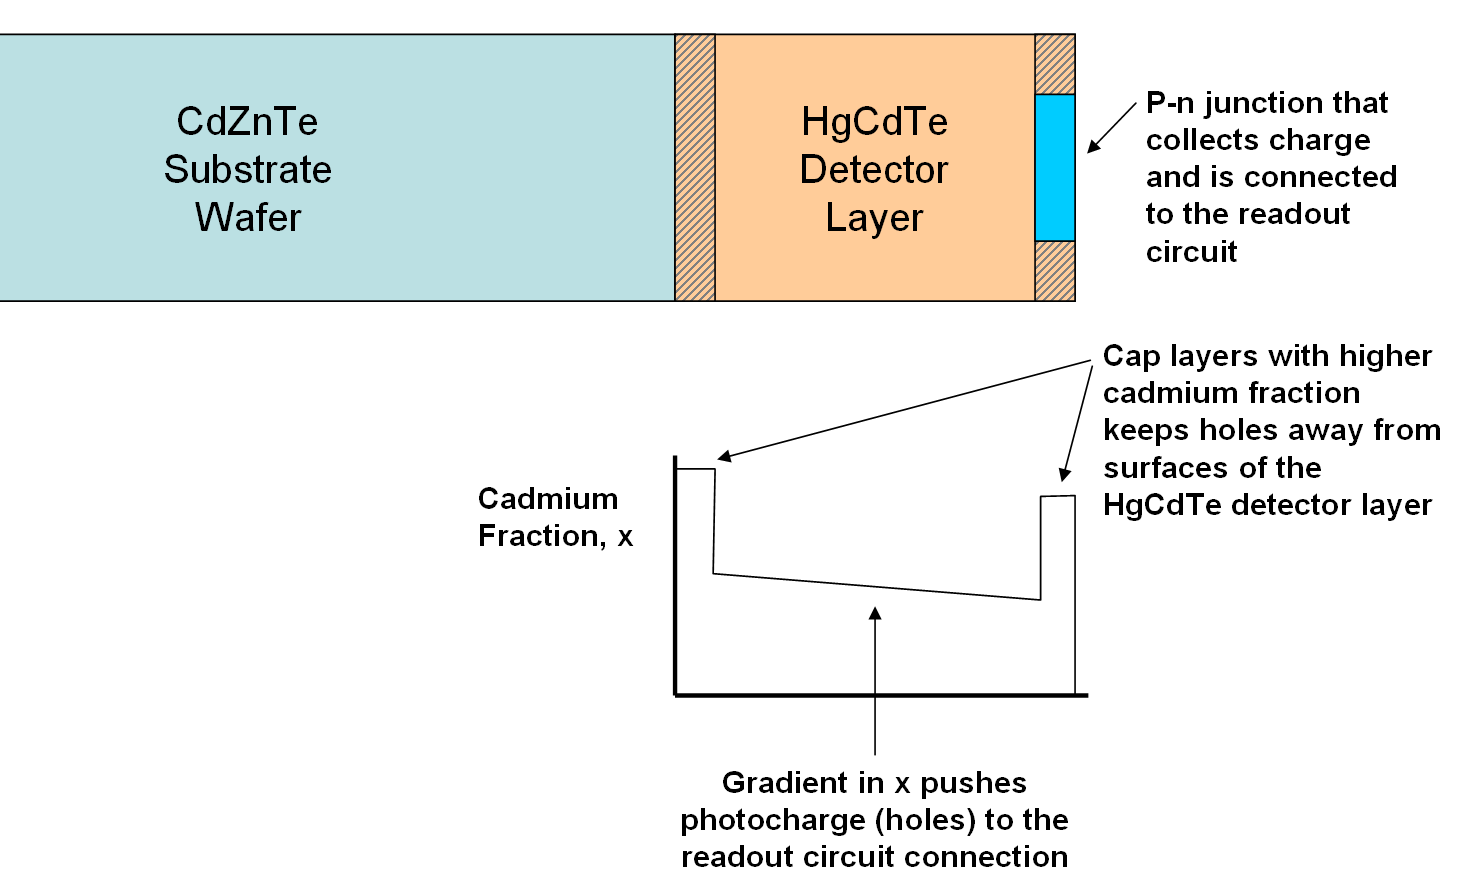 CdZnTe
Substrate
Wafer
HgCdTe
Detector
Layer
P-n junction that
collects charge
and is connected
to the readout
circuit
Cap layers with higher
cadmium fraction
keeps holes away from
surfaces of the
HgCdTe detector layer
Cadmium
Fraction, x
Gradient in x pushes
photocharge (holes) to the
readout circuit connection